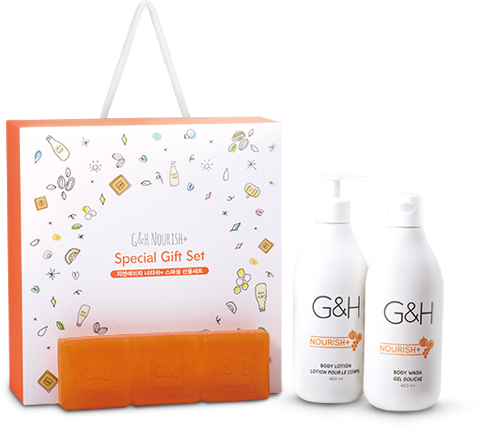 G&H NOURISH+
Special Gift Set
지앤에이치 너리쉬+ 스페셜 선물세트
G&H
NOURISH+
BODY LOTION
LOTION POUR LE CORPS
400 ml
G&H
NOURISH+
BODY WASH
GEL DOUCHE
400 ml